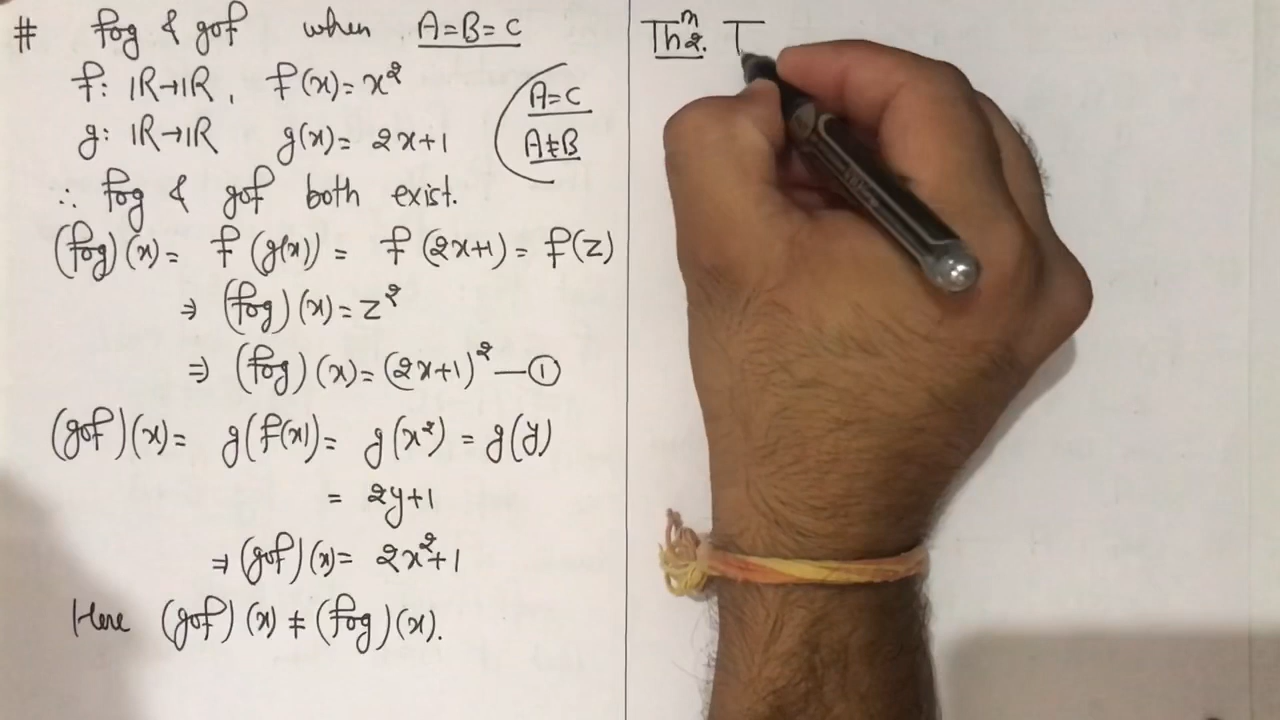 # fog & gof when A=B=C
f: IR→IR, f(x)= x²
g: IR→IR g(x)= 2x+1
A=C
A≠B
∴ fog & gof both exist.
(fog)(x)= f(g(x)) = f(2x+1) = f(z)
⇒ (fog)(x)= z²
⇒ (fog)(x)= (2x+1)² —①
(gof)(x)= g(f(x)= g(x²) = g(y)
= 2y+1
⇒ (gof)(x)= 2x²+1
Here (gof)(x) ≠ (fog)(x).
Thm2. T